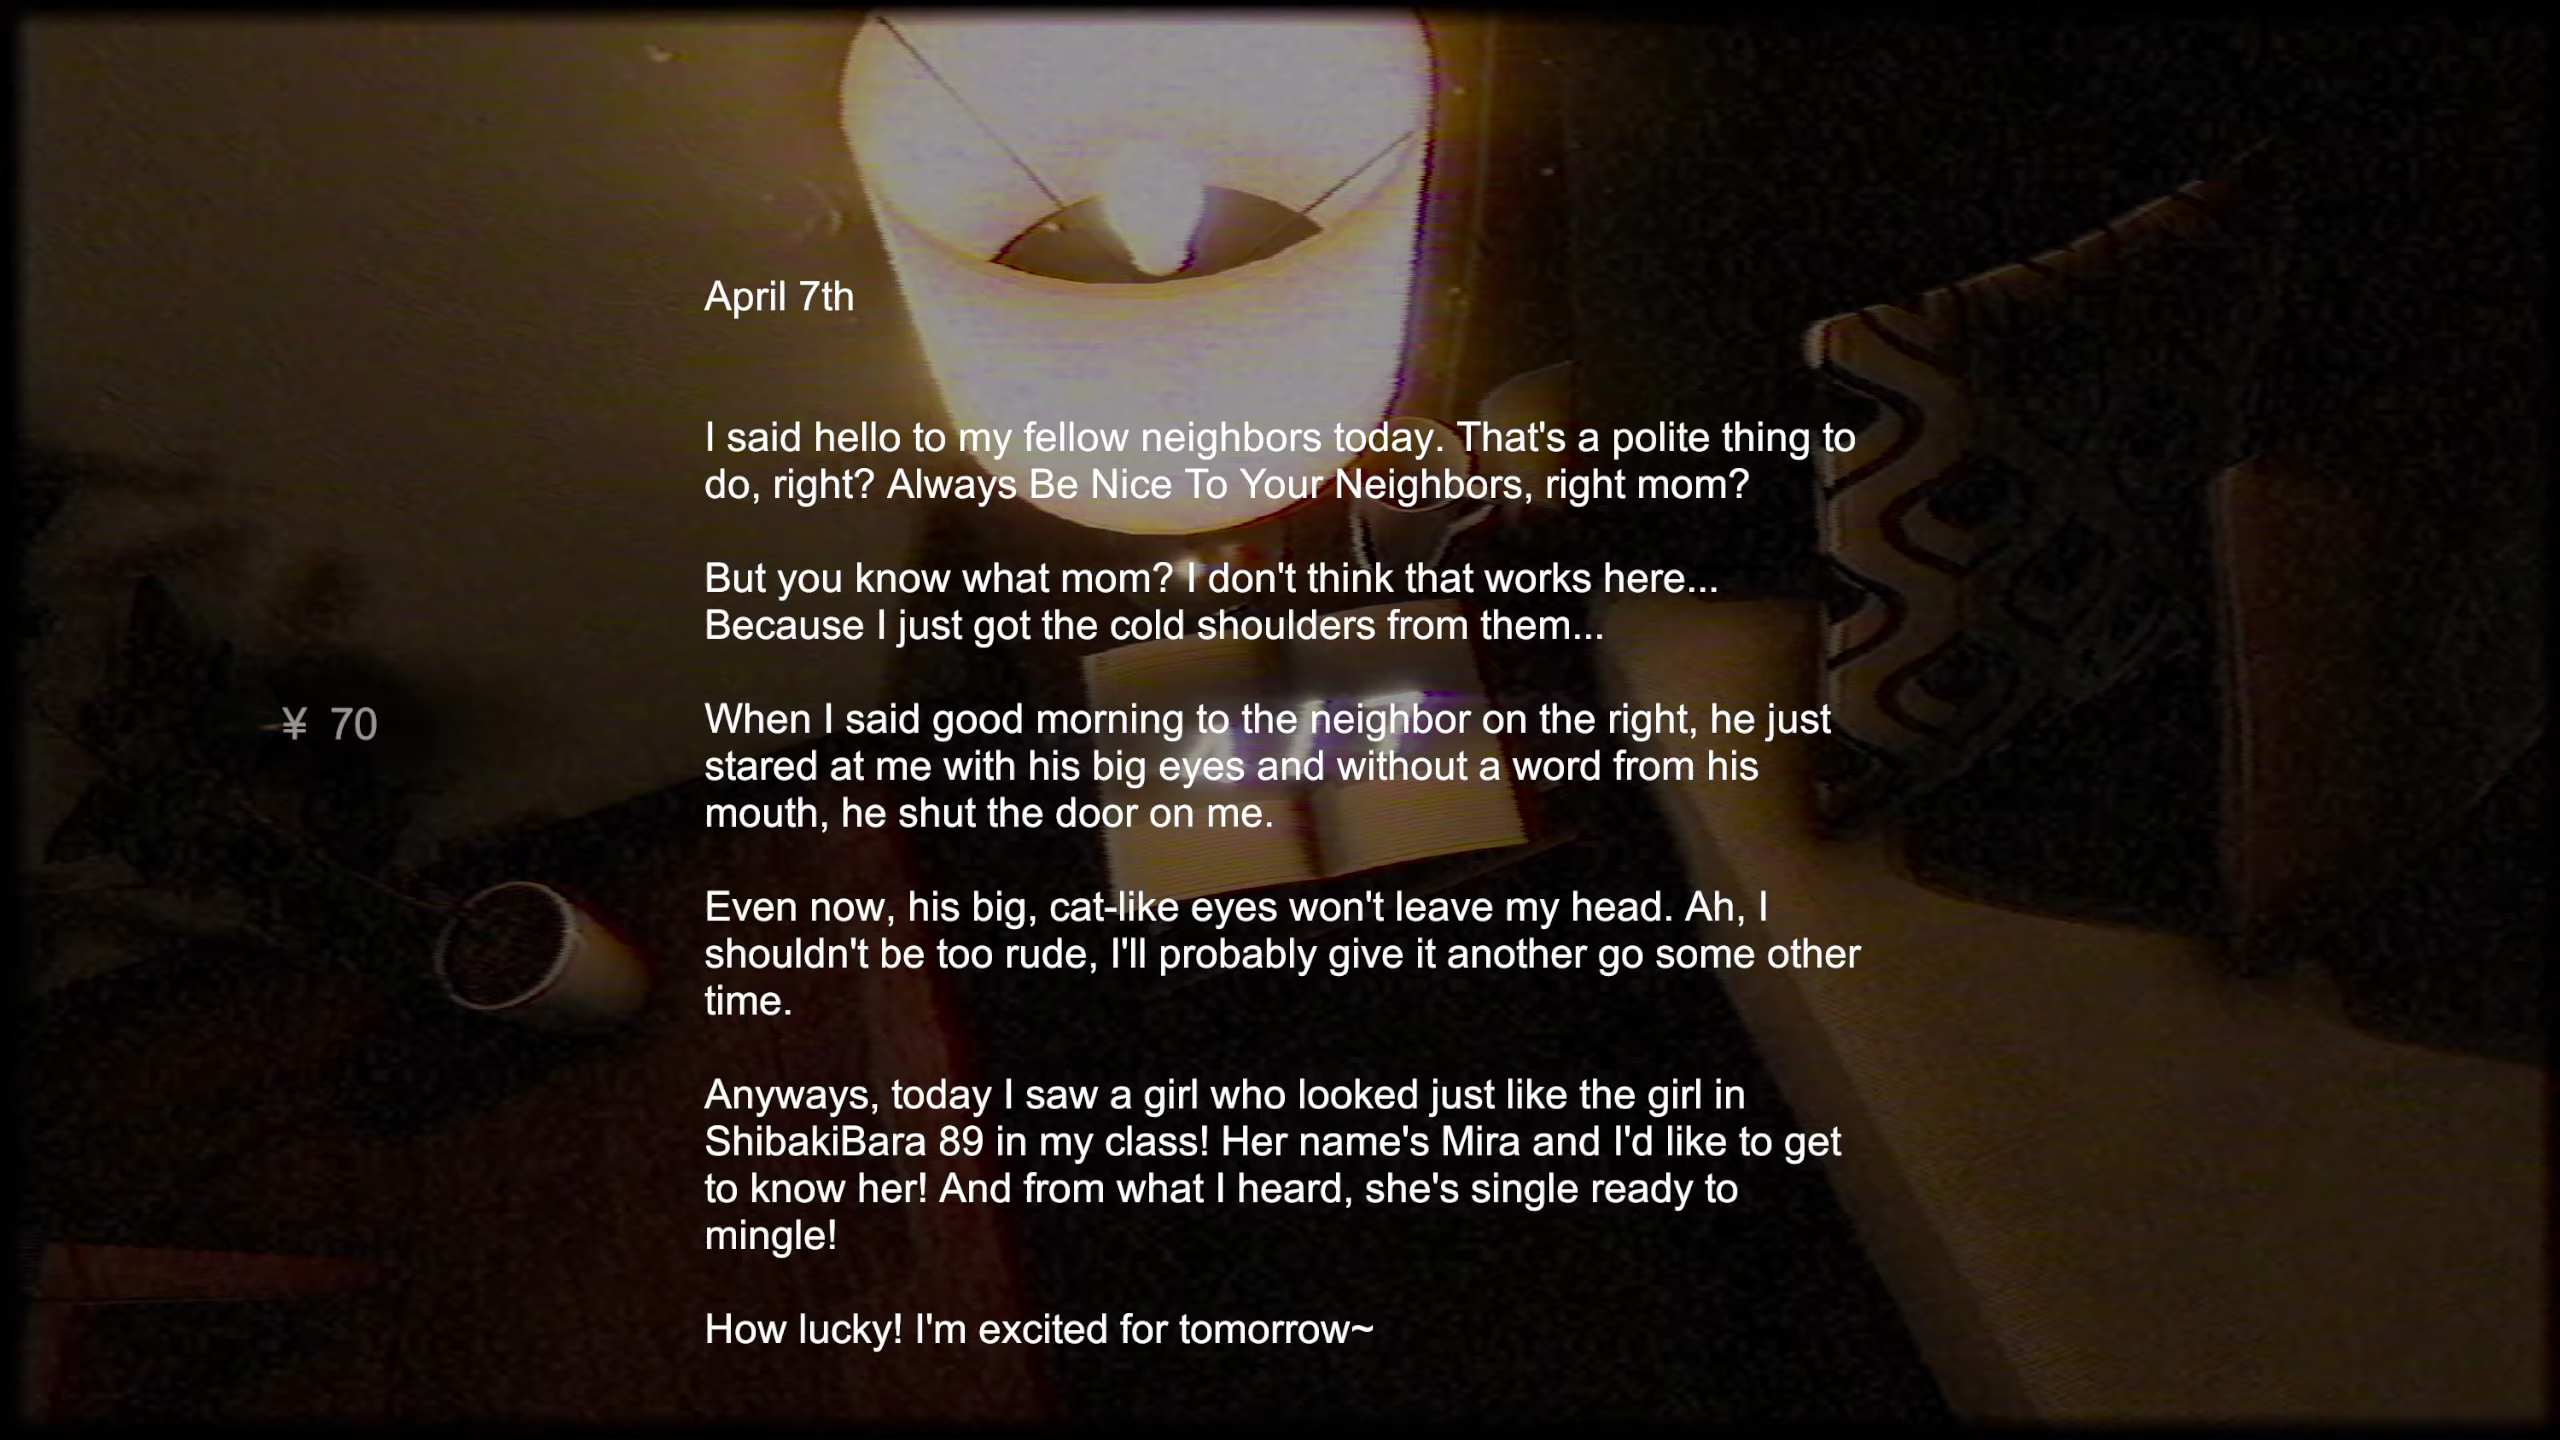 April 7th
I said hello to my fellow neighbors today. That's a polite thing to
do, right? Always Be Nice To Your Neighbors, right mom?
But you know what mom? I don't think that works here...
Because I just got the cold shoulders from them...
¥ 70
When I said good morning to the neighbor on the right, he just
stared at me with his big eyes and without a word from his
mouth, he shut the door on me.
Even now, his big, cat-like eyes won't leave my head. Ah, I
shouldn't be too rude, I'll probably give it another go some other
time.
Anyways, today I saw a girl who looked just like the girl in
ShibakiBara 89 in my class! Her name's Mira and I'd like to get
to know her! And from what I heard, she's single ready to
mingle!
How lucky! I'm excited for tomorrow~